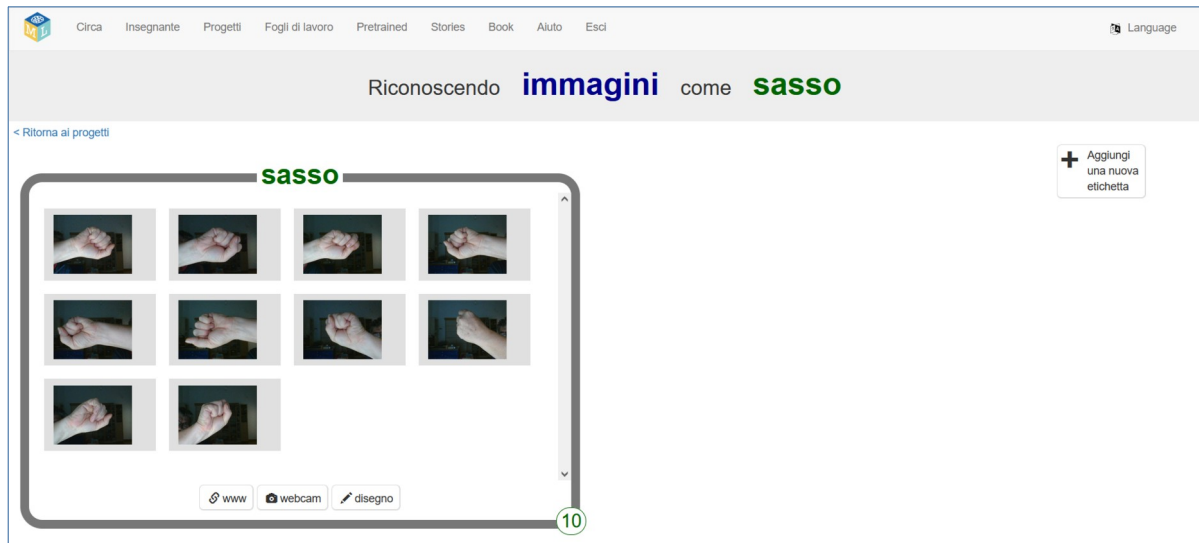 ML
Circa Insegnante Progetti Fogli di lavoro Pretrained Stories Book Aiuto Esci Language
Riconoscendo immagini come sasso
< Ritorna ai progetti
Aggiungi
una nuova
etichetta
sasso
www webcam disegno
10